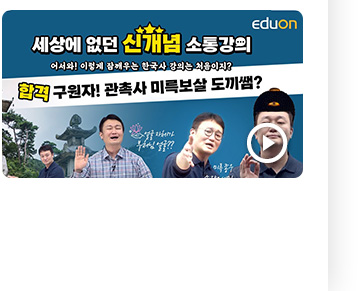 eduon
세상에 없던 신개념 소통강의
어서와! 이렇게 잠깨우는 한국사 강의는 처음이지?
합격 구원자! 관촉사 미륵보살 도끼쌤?